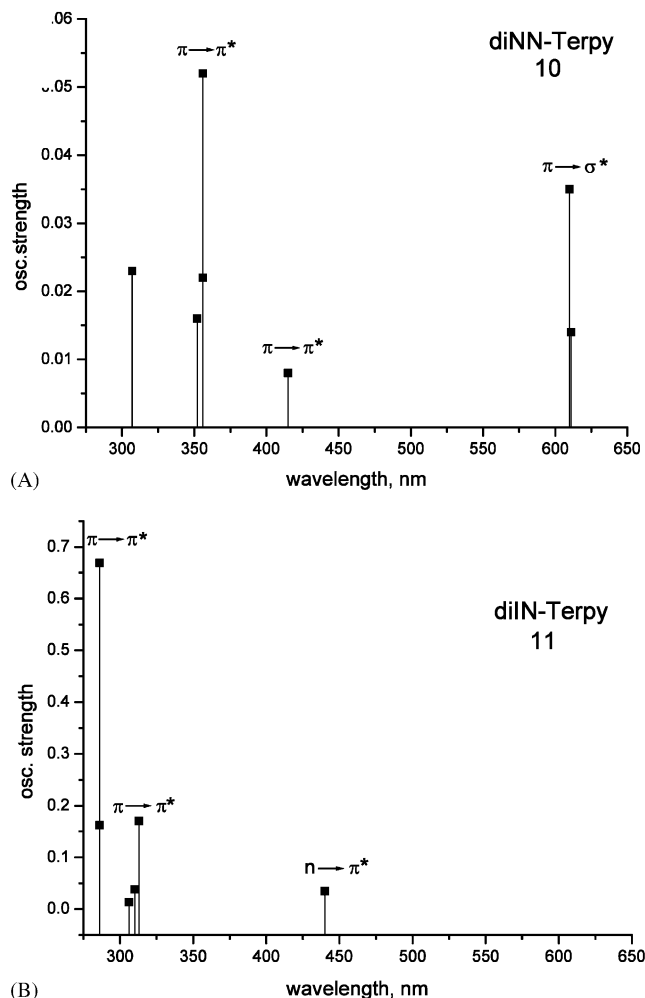 .06
0.05
0.04
0.03
0.02
0.01
0.00
osc.strength
π→π*
diNN-Terpy
10
π→σ*
π→π*
300 350 400 450 500 550 600 650
wavelength, nm
(A)
0.7
0.6
0.5
0.4
0.3
0.2
0.1
0.0
osc. strength
π→π*
diIN-Terpy
11
π→π*
n→π*
300 350 400 450 500 550 600 650
wavelength, nm
(B)